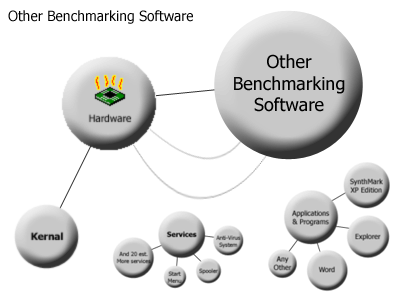 Other Benchmarking Software
Other
Benchmarking
Software
Hardware
Kernal
Services
Anti-Virus
System
And 20 est.
More services
Start
Menu
Spooler
SynthMark
XP Edition
Applications
& Programs
Explorer
Any
Other
Word